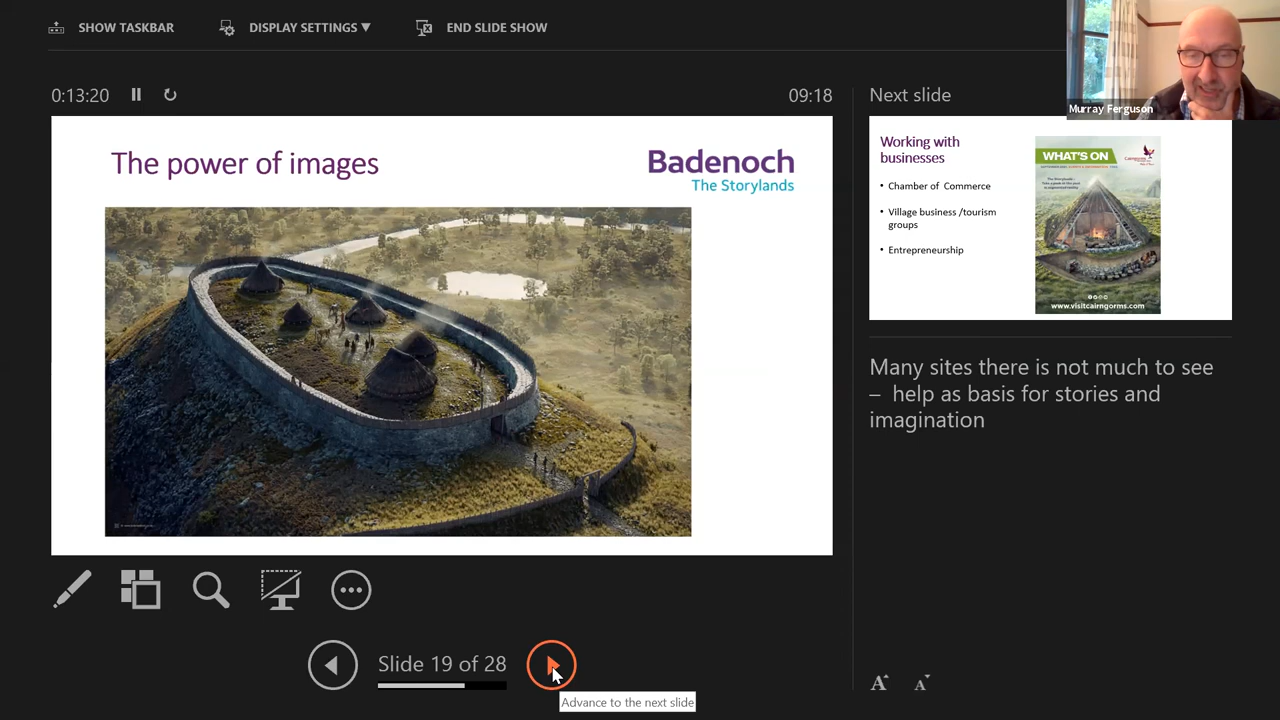 SHOW TASKBAR
DISPLAY SETTINGS ▼
END SLIDE SHOW
Murray Ferguson
0:13:20
09:18
Next slide
The power of images
Badenoch
The Storylands
Working with
businesses
• Chamber of Commerce
• Village business /tourism
groups
• Entrepreneurship
WHAT'S ON
www.visitcairngorms.com
Many sites there is not much to see
– help as basis for stories and
imagination
Slide 19 of 28
Advance to the next slide
A A